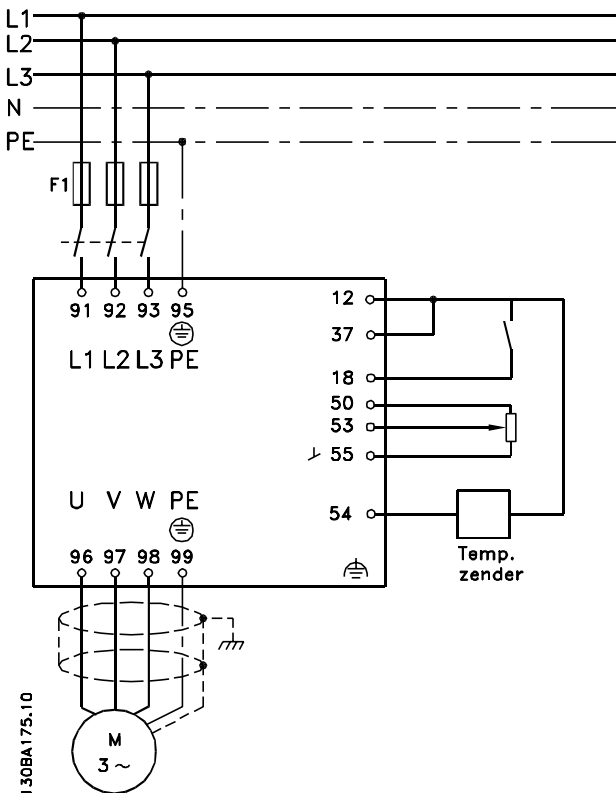 L1
L2
L3
N
PE
F1
91 92 93 95
L1 L2 L3 PE
12
37
18
50
53
55
54
U V W PE
96 97 98 99
Temp.
zender
M
3 ~
130BA175.10